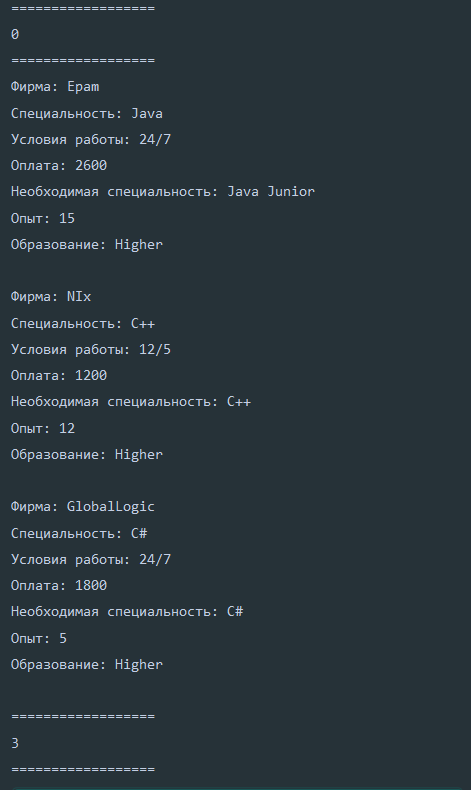 ==================
0
==================
Фирма: Epam
Специальность: Java
Условия работы: 24/7
Оплата: 2600
Необходимая специальность: Java Junior
Опыт: 15
Образование: Higher
Фирма: NIx
Специальность: C++
Условия работы: 12/5
Оплата: 1200
Необходимая специальность: C++
Опыт: 12
Образование: Higher
Фирма: GlobalLogic
Специальность: C#
Условия работы: 24/7
Оплата: 1800
Необходимая специальность: C#
Опыт: 5
Образование: Higher
==================
3
==================